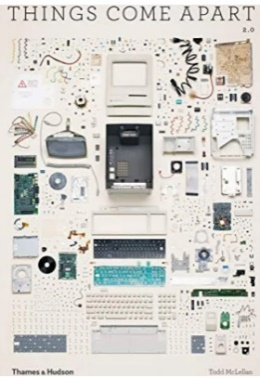 THINGS COME APART
2.0
Thames & Hudson
Todd McLellan